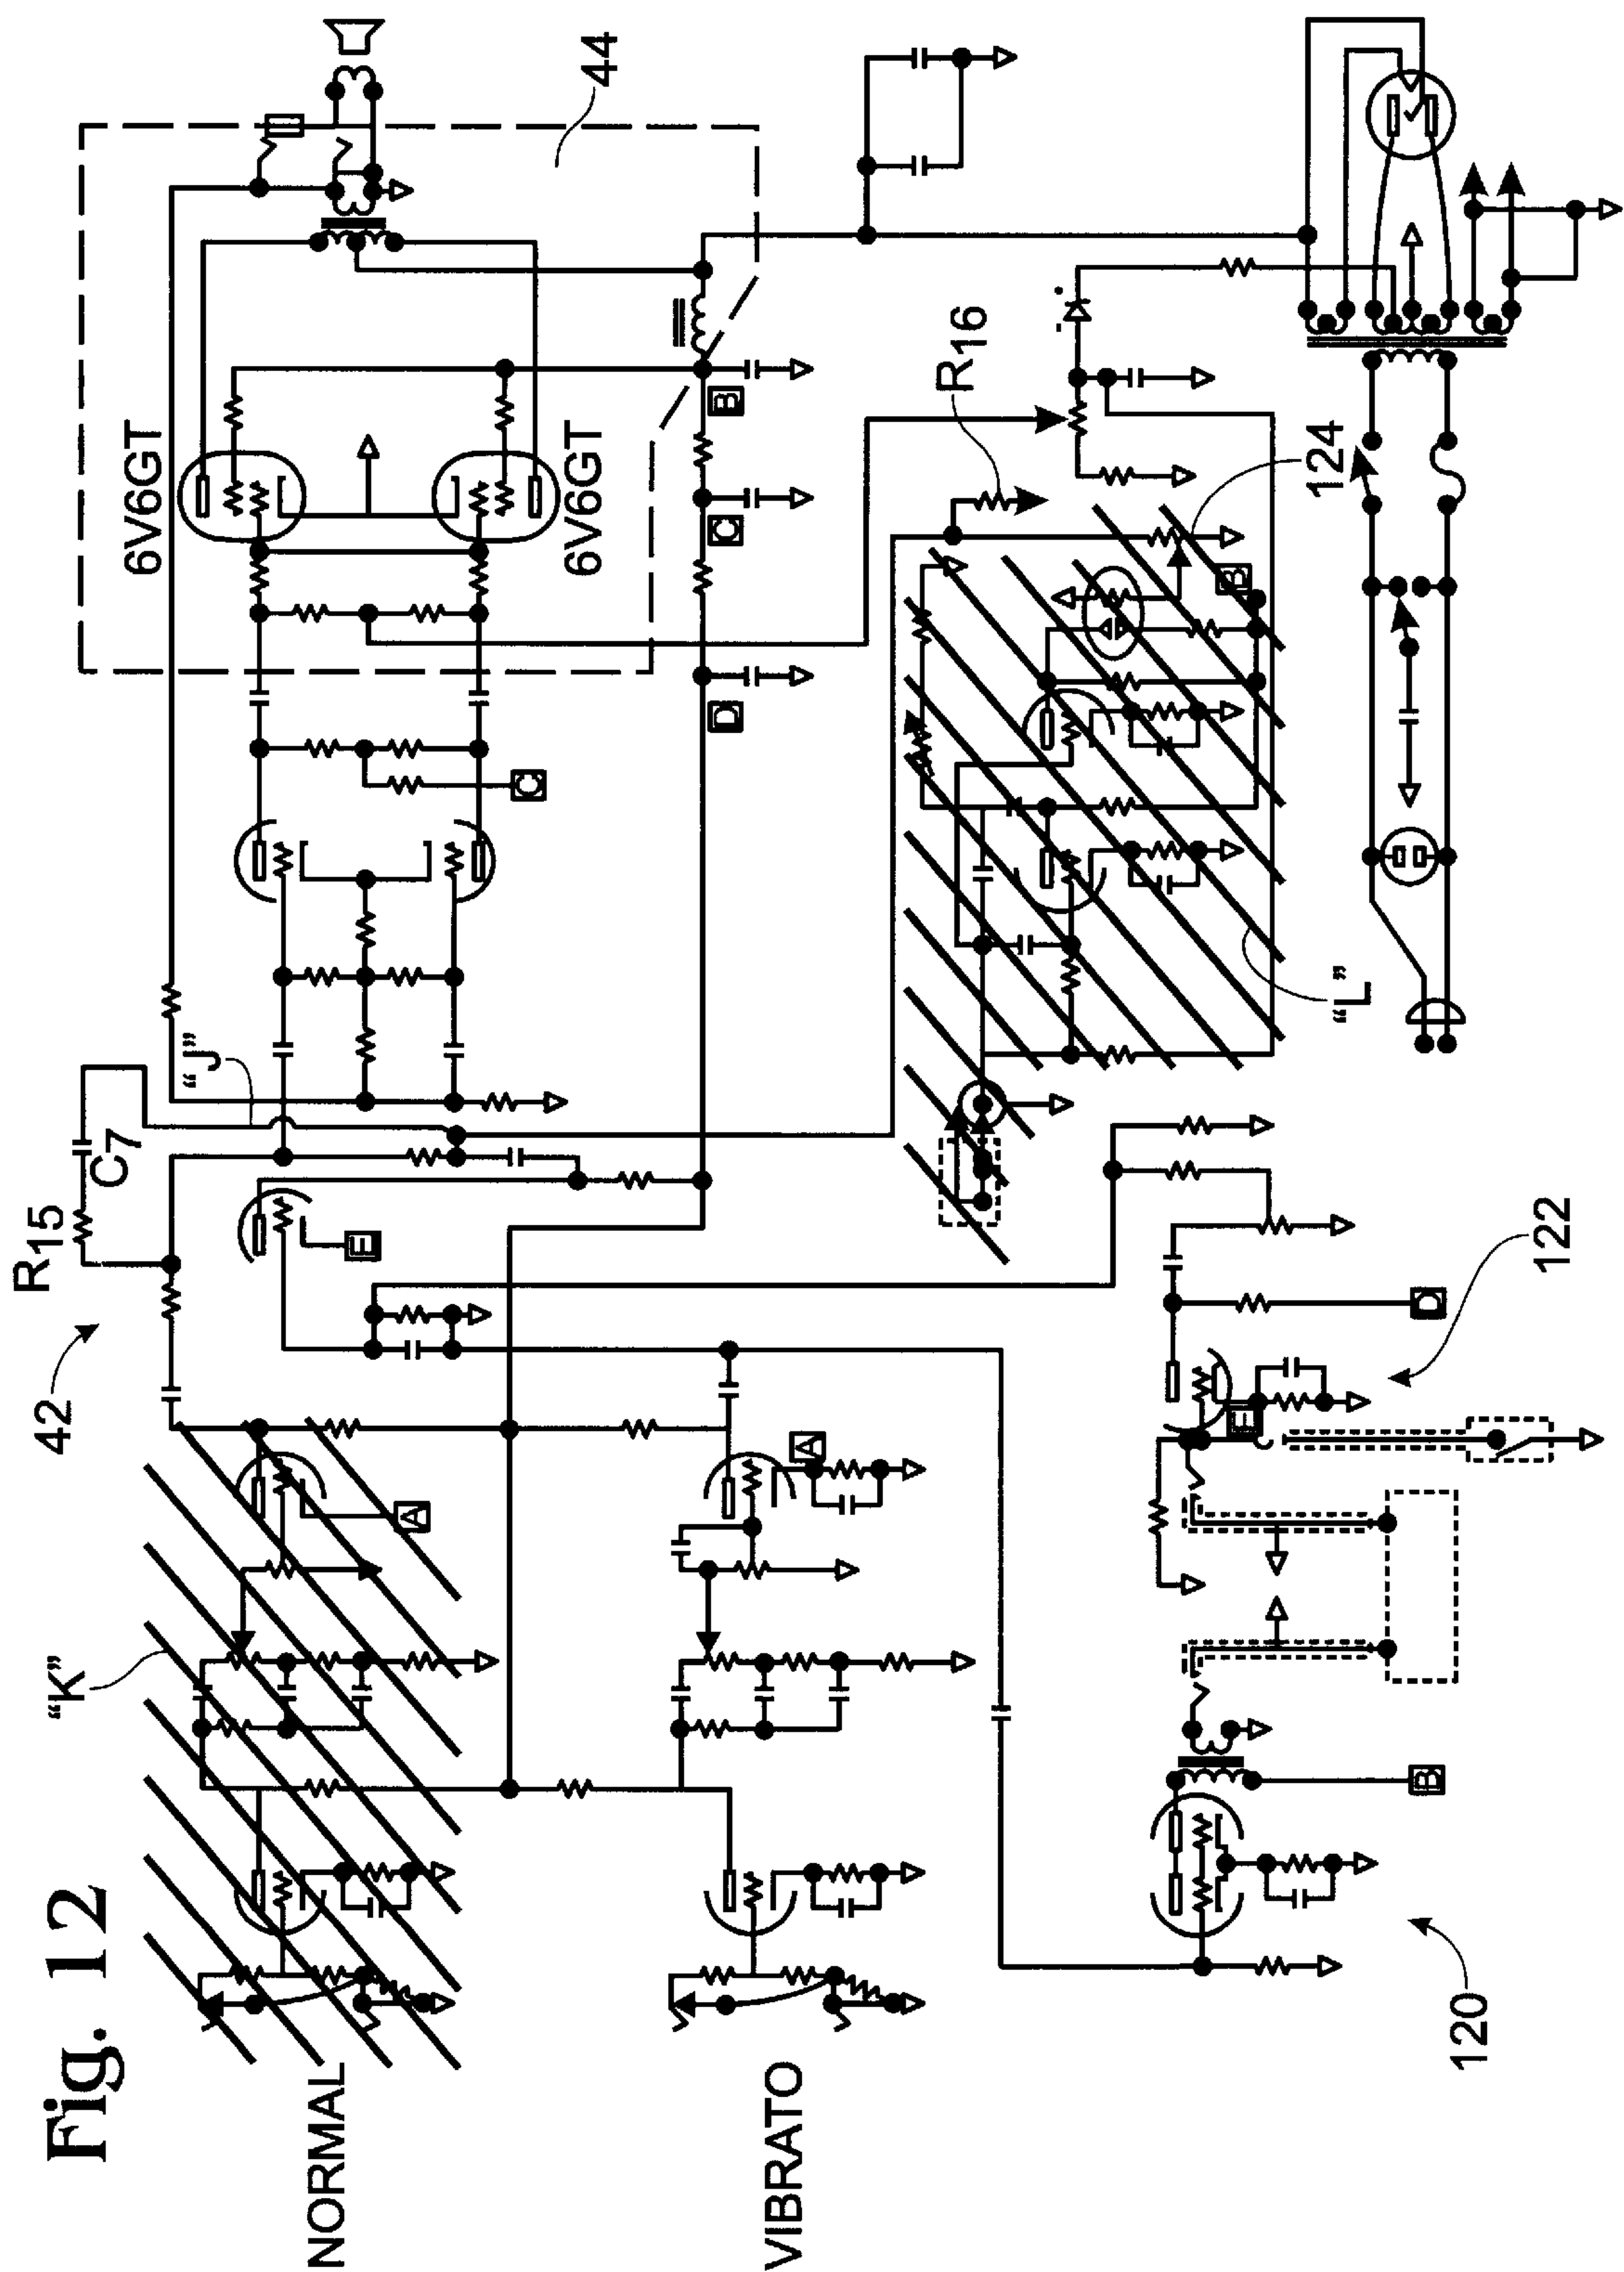 Fig. 12
NORMAL
VIBRATO
"K"
42
R15
C7
"J"
6V6GT
6V6GT
44
A
A
E
C
D
C
B
R16
124
B
"L"
E
D
122
B
120